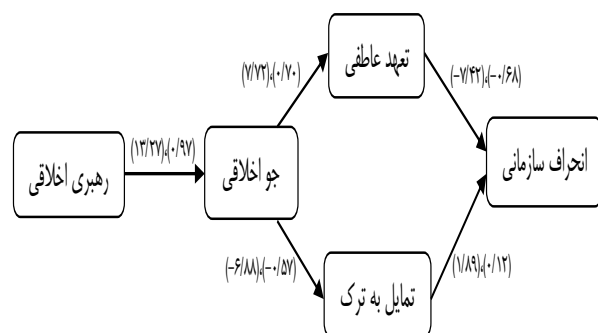 تعهد عاطفی
(۷/۷۲)،(۰/۷۰)
(-۷/۴۲)،(-۰/۶۸)
(۱۳/۲۷)،(۰/۹۷)
رهبری اخلاقی
جو اخلاقی
انحراف سازمانی
(-۶/۸۸)،(-۰/۵۷)
(۱/۸۹)،(۰/۱۲)
تمایل به ترک